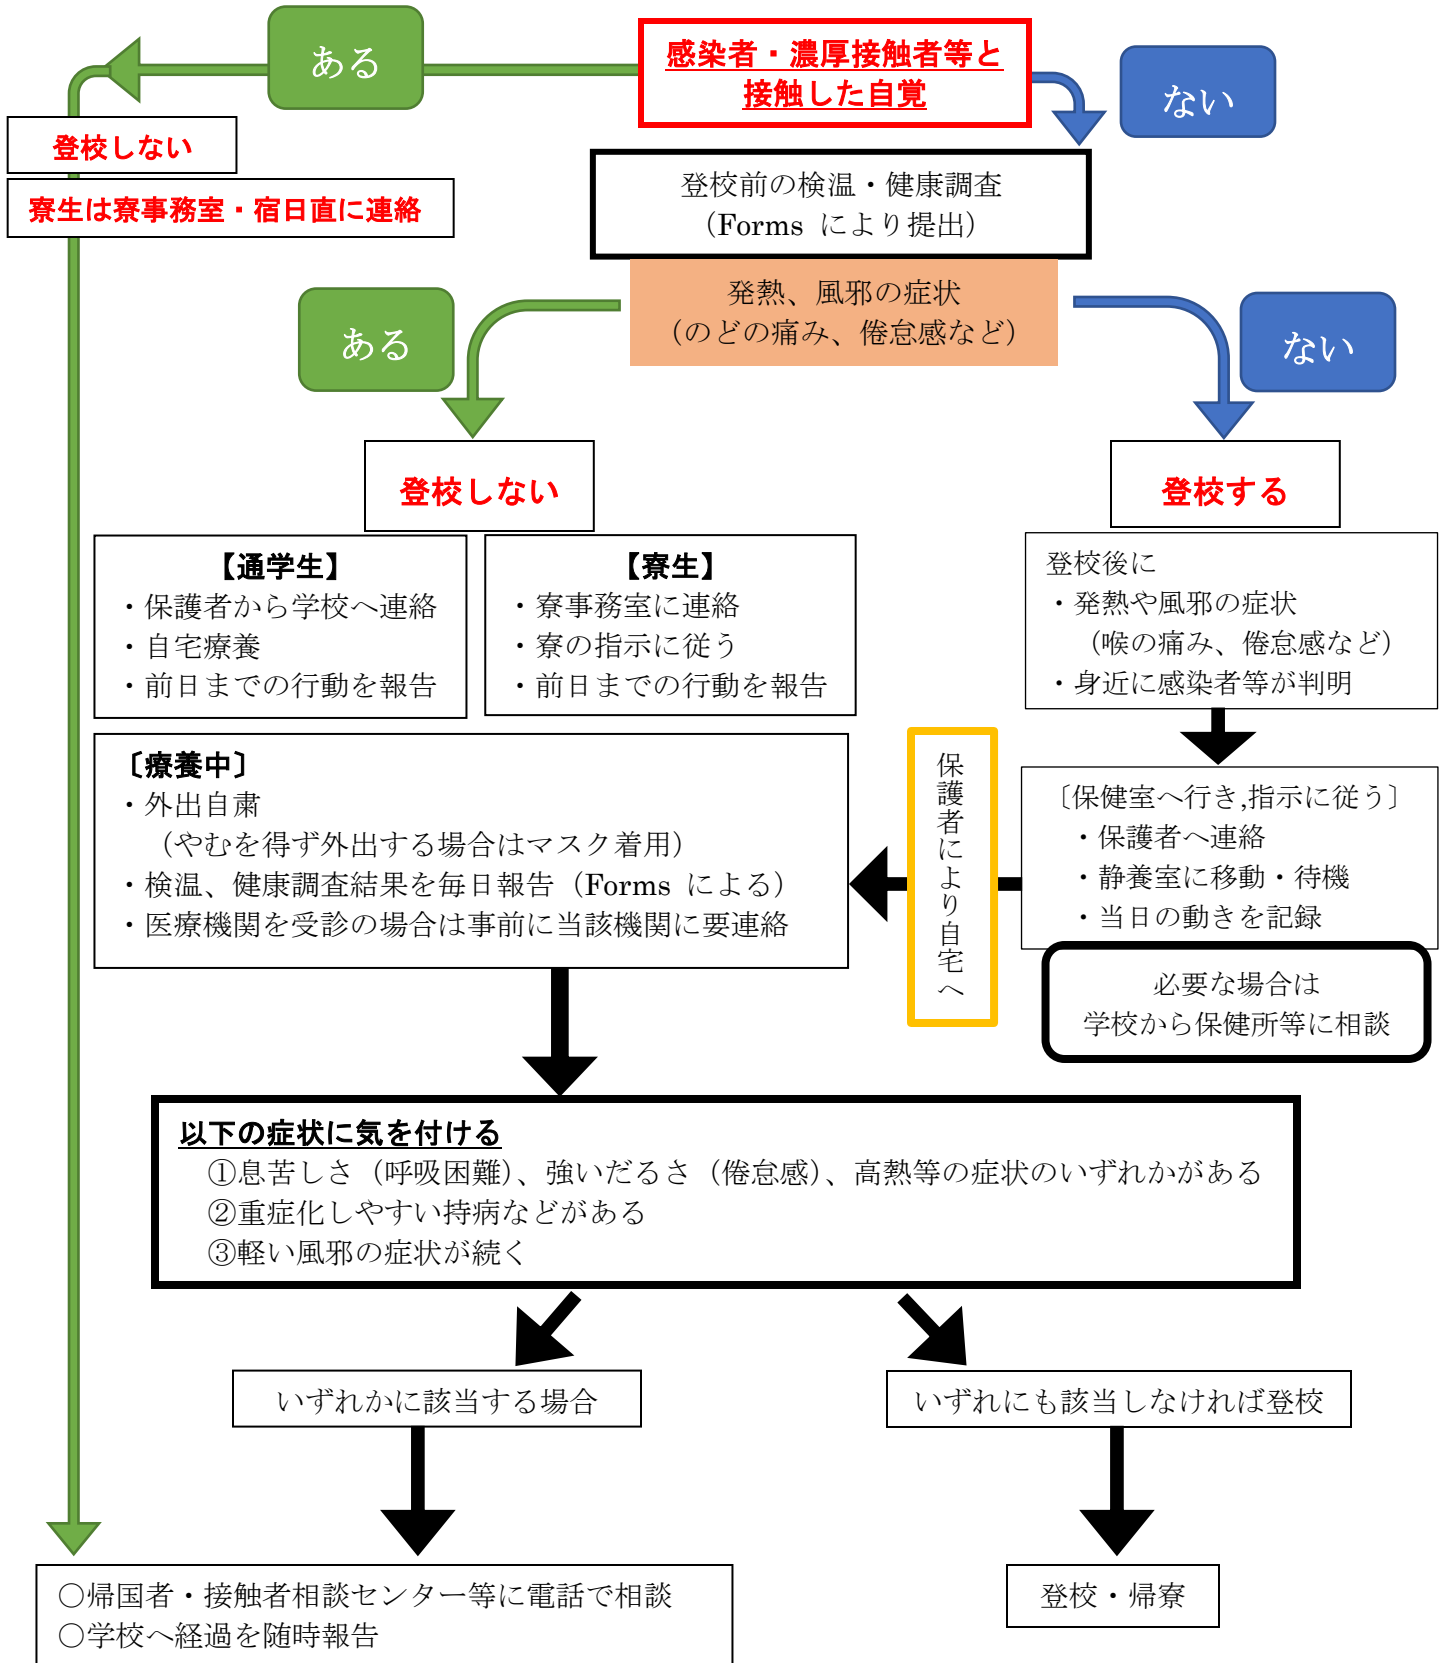 ある
感染者・濃厚接触者等と
接触した自覚
ない
登校しない
寮生は寮事務室・宿日直に連絡
登校前の検温・健康調査
（Forms により提出）
発熱、風邪の症状
（のどの痛み、倦怠感など）
ある
ない
登校しない
登校する
【通学生】
・保護者から学校へ連絡
・自宅療養
・前日までの行動を報告
【寮生】
・寮事務室に連絡
・寮の指示に従う
・前日までの行動を報告
登校後に
・発熱や風邪の症状
（喉の痛み、倦怠感など）
・身近に感染者等が判明
〔療養中〕
・外出自粛
（やむを得ず外出する場合はマスク着用）
・検温、健康調査結果を毎日報告（Forms による）
・医療機関を受診の場合は事前に当該機関に要連絡
保護者により自宅へ
〔保健室へ行き,指示に従う〕
・保護者へ連絡
・静養室に移動・待機
・当日の動きを記録
必要な場合は
学校から保健所等に相談
以下の症状に気を付ける
①息苦しさ（呼吸困難）、強いだるさ（倦怠感）、高熱等の症状のいずれかがある
②重症化しやすい持病などがある
③軽い風邪の症状が続く
いずれかに該当する場合
いずれにも該当しなければ登校
○帰国者・接触者相談センター等に電話で相談
○学校へ経過を随時報告
登校・帰寮